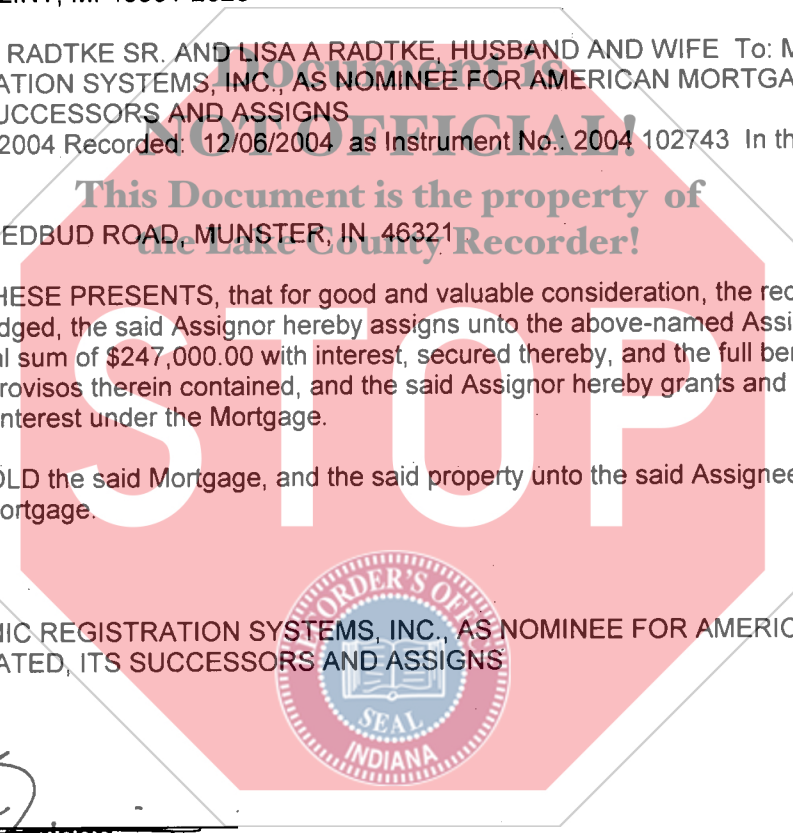 RADTKE SR. AND LISA A RADTKE, HUSBAND AND WIFE To: M
ATION SYSTEMS, INC., AS NOMINEE FOR AMERICAN MORTGA
UCCESSORS AND ASSIGNS
Document is
2004 Recorded: 12/06/2004 as Instrument No.: 2004 102743 In th
NOT OFFICIAL!
This Document is the property of
EDBUD ROAD, MUNSTER, IN 46321
the Lake County Recorder!
HESE PRESENTS, that for good and valuable consideration, the rec
dged, the said Assignor hereby assigns unto the above-named Assi
al sum of $247,000.00 with interest, secured thereby, and the full ben
rovisos therein contained, and the said Assignor hereby grants and
nterest under the Mortgage.
STOP
OLD the said Mortgage, and the said property unto the said Assignee
ortgage.
RECORDER'S OFFICE
NIC REGISTRATION SYSTEMS, INC., AS NOMINEE FOR AMERIC
ATED, ITS SUCCESSORS AND ASSIGNS
SEAL
INDIANA